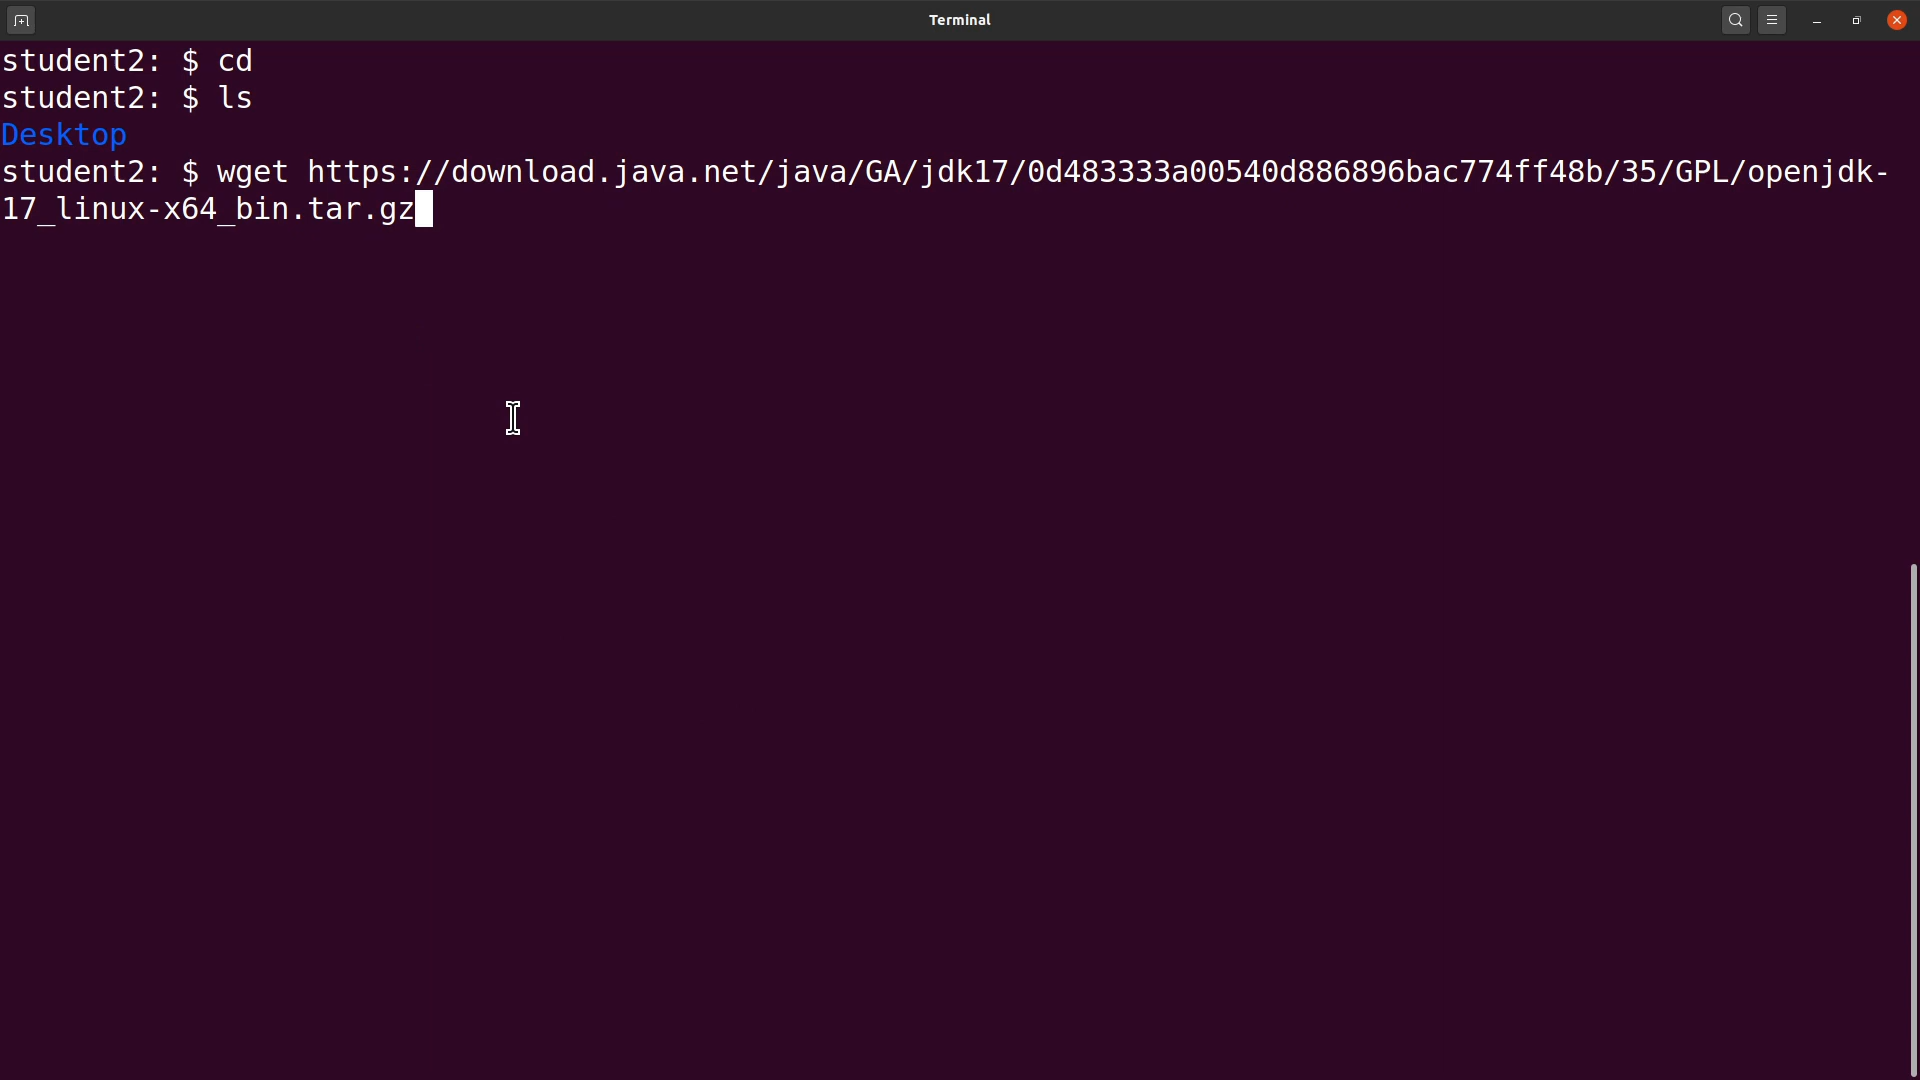 Terminal
student2: $ cd
student2: $ ls
Desktop
student2: $ wget https://download.java.net/java/GA/jdk17/0d483333a00540d886896bac774ff48b/35/GPL/openjdk-
17_linux-x64_bin.tar.gz